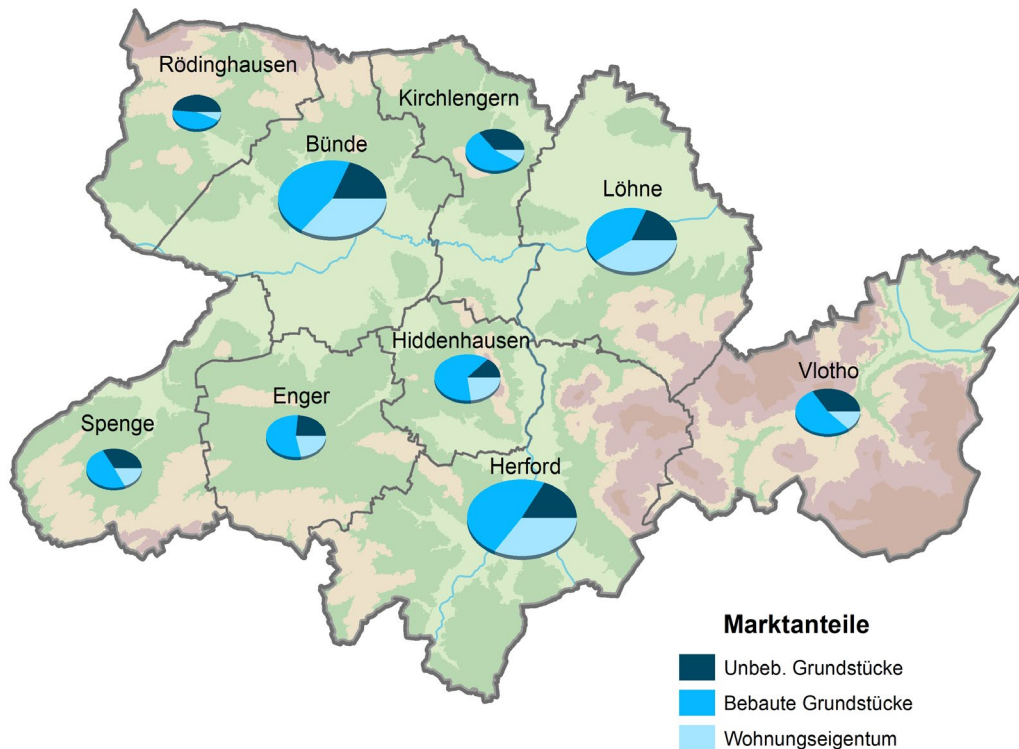 Rödinghausen
Kirchlengern
Bünde
Löhne
Hiddenhausen
Vlotho
Enger
Spenge
Herford
Marktanteile
Unbeb. Grundstücke
Bebaute Grundstücke
Wohnungseigentum